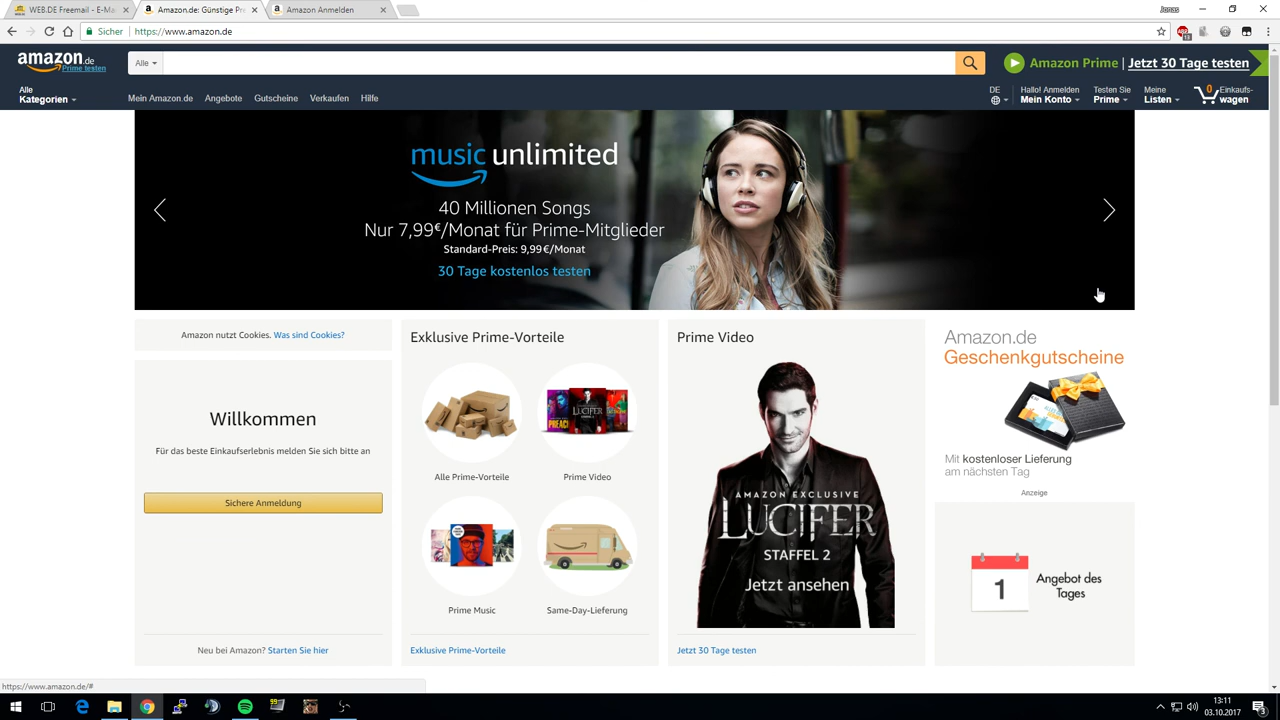 WEB.DE Freemail - E-Ma
Amazon.de: Günstige Pre
Amazon Anmelden
Jonas
Sicher
https://www.amazon.de
amazon.de
Prime testen
Alle
Amazon Prime | Jetzt 30 Tage testen
Alle
Kategorien
Mein Amazon.de
Angebote
Gutscheine
Verkaufen
Hilfe
DE
Hallo! Anmelden
Mein Konto
Testen Sie
Prime
Meine
Listen
0
Einkaufs-
wagen
music unlimited
40 Millionen Songs
Nur 7,99€/Monat für Prime-Mitglieder
Standard-Preis: 9,99€/Monat
30 Tage kostenlos testen
Amazon nutzt Cookies. Was sind Cookies?
Willkommen
Für das beste Einkaufserlebnis melden Sie sich bitte an
Sichere Anmeldung
Neu bei Amazon? Starten Sie hier
Exklusive Prime-Vorteile
LUCIFER
Alle Prime-Vorteile
Prime Video
Prime Music
Same-Day-Lieferung
Exklusive Prime-Vorteile
Prime Video
AMAZON EXCLUSIVE
LUCIFER
STAFFEL 2
Jetzt ansehen
Jetzt 30 Tage testen
Amazon.de
Geschenkgutscheine
Mit kostenloser Lieferung
am nächsten Tag
Anzeige
1
Angebot des
Tages
https://www.amazon.de/#
13:11
03.10.2017
3